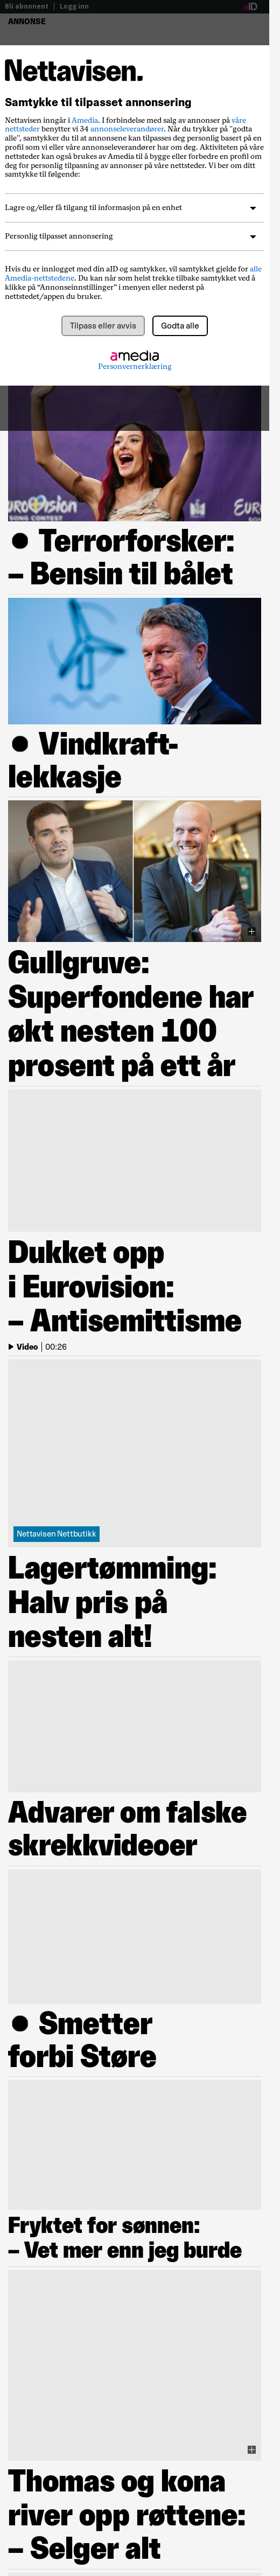 Bli abonnent | Logg inn
aID
ANNONSE
Nettavisen.
Samtykke til tilpasset annonsering
Nettavisen inngår i Amedia. I forbindelse med salg av annonser på våre
nettsteder benytter vi 34 annonseleverandører. Når du trykker på "godta
alle", samtykker du til at annonsene kan tilpasses deg personlig basert på en
profil som vi eller våre samarbeidspartnere har om deg. Aktiviteten på våre
nettsteder kan også brukes av Amedia til å bygge eller forbedre en profil om
deg for personlig tilpasning av annonser på våre nettsteder. Vi ber om ditt
samtykke til følgende:
Lagre og/eller få tilgang til informasjon på en enhet
Personlig tilpasset annonsering
Hvis du er innlogget med din aID og samtykker, vil samtykket gjelde for alle
Amedia-nettstedene. Du kan når som helst trekke tilbake samtykket ved å
klikke på “Annonseinnstillinger” i menyen eller nederst på
nettstedet/appen du bruker.
Tilpass eller avvis
Godta alle
amedia
Personvernerklæring
SONG CONTEST
● Terrorforsker:
– Bensin til bålet
● Vindkraft-
lekkasje
Gullgruve:
Superfondene har
økt nesten 100
prosent på ett år
Dukket opp
i Eurovision:
– Antisemittisme
Video | 00:26
Nettavisen Nettbutikk
Lagertømming:
Halv pris på
nesten alt!
Advarer om falske
skrekkvideoer
● Smetter
forbi Støre
Fryktet for sønnen:
– Vet mer enn jeg burde
Thomas og kona
river opp røttene:
– Selger alt